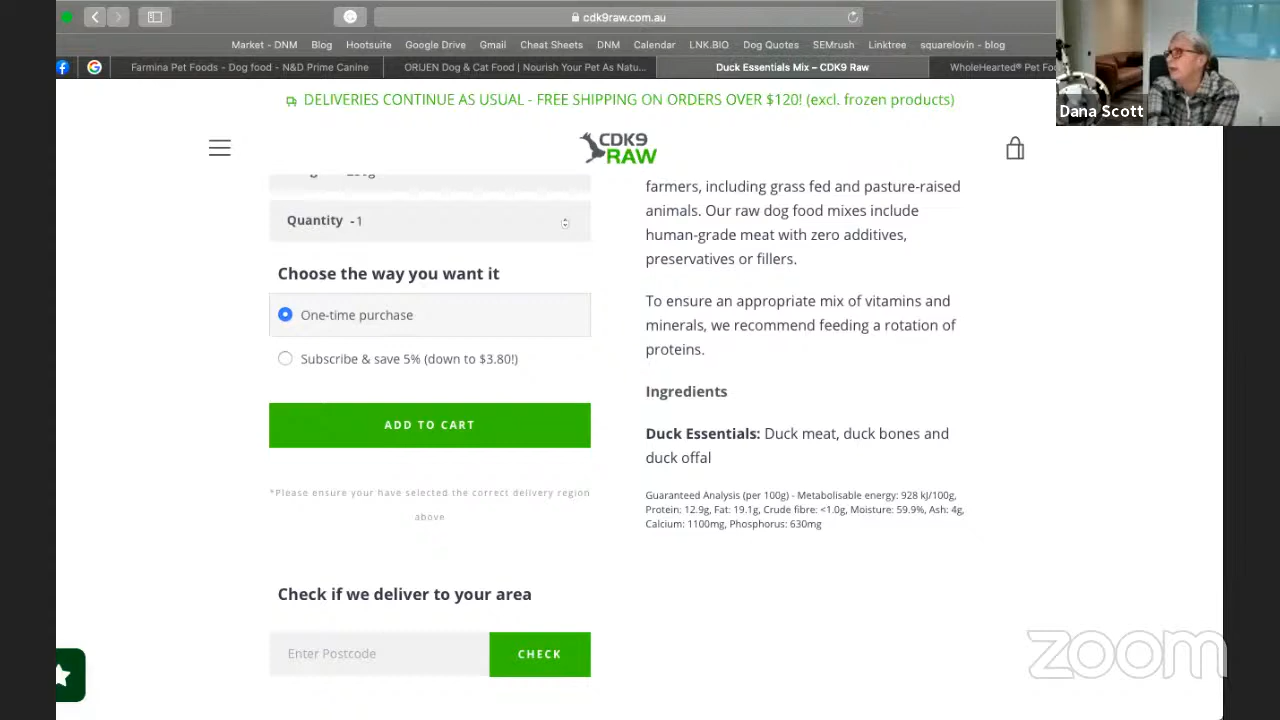 cdk9raw.com.au
Market - DNM Blog Hootsuite Google Drive Gmail Cheat Sheets DNM Calendar LNK.BIO Dog Quotes SEMrush Linktree squarelovin - blog
Farmina Pet Foods - Dog food - N&D Prime Canine ORIJEN Dog & Cat Food | Nourish Your Pet As Natu... Duck Essentials Mix – CDK9 Raw WholeHearted® Pet Fo
Dana Scott
DELIVERIES CONTINUE AS USUAL - FREE SHIPPING ON ORDERS OVER $120! (excl. frozen products)
CDK9
RAW
Quantity - 1
Choose the way you want it
One-time purchase
Subscribe & save 5% (down to $3.80!)
ADD TO CART
*Please ensure your have selected the correct delivery region
above
Check if we deliver to your area
Enter Postcode
CHECK
farmers, including grass fed and pasture-raised
animals. Our raw dog food mixes include
human-grade meat with zero additives,
preservatives or fillers.
To ensure an appropriate mix of vitamins and
minerals, we recommend feeding a rotation of
proteins.
Ingredients
Duck Essentials: Duck meat, duck bones and
duck offal
Guaranteed Analysis (per 100g) - Metabolisable energy: 928 kJ/100g,
Protein: 12.9g, Fat: 19.1g, Crude fibre: <1.0g, Moisture: 59.9%, Ash: 4g,
Calcium: 1100mg, Phosphorus: 630mg
zoom